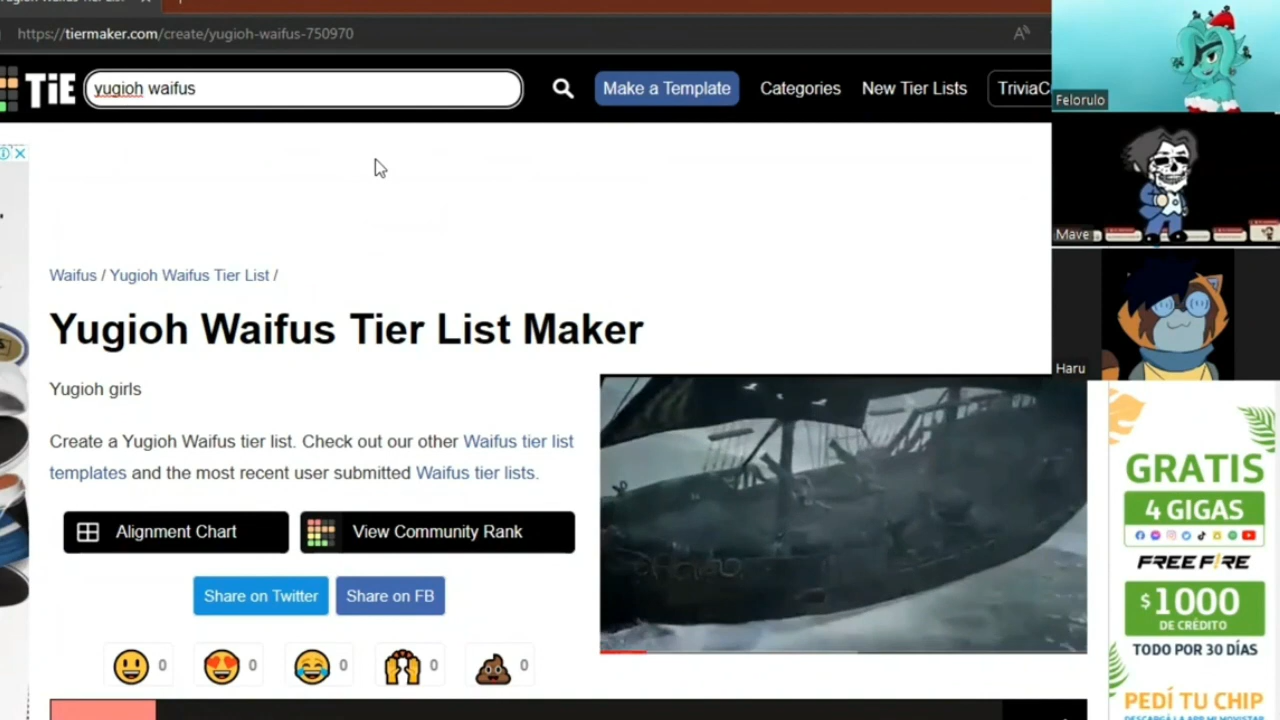 https://tiermaker.com/create/yugioh-waifus-750970
TiE
yugioh waifus
Make a Template
Categories
New Tier Lists
TriviaC
Felorulo
Mave
Haru
Waifus / Yugioh Waifus Tier List /
Yugioh Waifus Tier List Maker
Yugioh girls
Create a Yugioh Waifus tier list. Check out our other Waifus tier list
templates and the most recent user submitted Waifus tier lists.
Alignment Chart
View Community Rank
Share on Twitter
Share on FB
0
0
0
0
0
GRATIS
4 GIGAS
FREE FIRE
$1000
DE CRÉDITO
TODO POR 30 DÍAS
PEDÍ TU CHIP